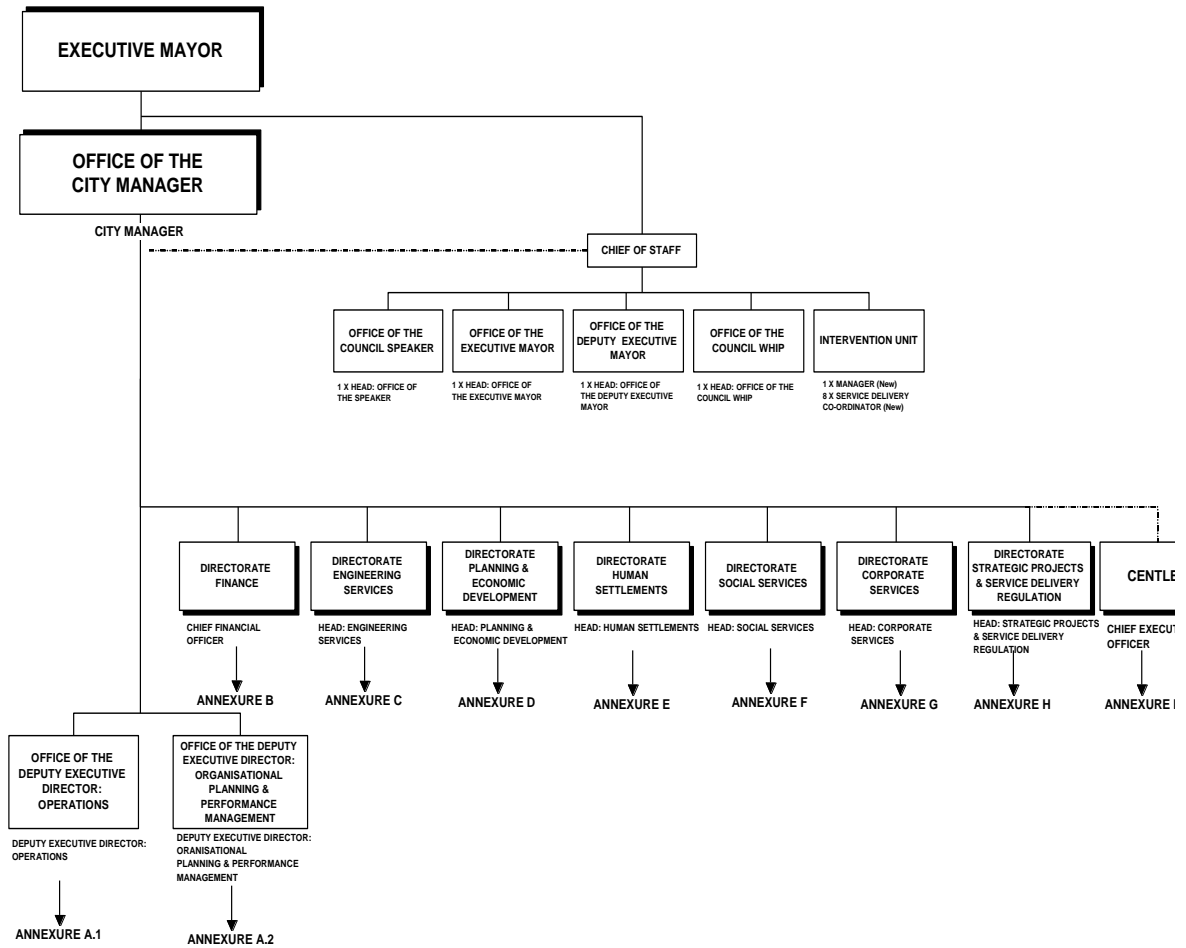 EXECUTIVE MAYOR
OFFICE OF THE
CITY MANAGER
CITY MANAGER
CHIEF OF STAFF
OFFICE OF THE
COUNCIL SPEAKER
1 X HEAD: OFFICE OF
THE SPEAKER
OFFICE OF THE
EXECUTIVE MAYOR
1 X HEAD: OFFICE OF
THE EXECUTIVE MAYOR
OFFICE OF THE
DEPUTY EXECUTIVE
MAYOR
1 X HEAD: OFFICE OF
THE DEPUTY EXECUTIVE
MAYOR
OFFICE OF THE
COUNCIL WHIP
1 X HEAD: OFFICE OF THE
COUNCIL WHIP
INTERVENTION UNIT
1 X MANAGER (New)
8 X SERVICE DELIVERY
CO-ORDINATOR (New)
DIRECTORATE
FINANCE
CHIEF FINANCIAL
OFFICER
ANNEXURE B
DIRECTORATE
ENGINEERING
SERVICES
HEAD: ENGINEERING
SERVICES
ANNEXURE C
DIRECTORATE
PLANNING &
ECONOMIC
DEVELOPMENT
HEAD: PLANNING &
ECONOMIC DEVELOPMENT
ANNEXURE D
DIRECTORATE
HUMAN
SETTLEMENTS
HEAD: HUMAN SETTLEMENTS
ANNEXURE E
DIRECTORATE
SOCIAL SERVICES
HEAD: SOCIAL SERVICES
ANNEXURE F
DIRECTORATE
CORPORATE
SERVICES
HEAD: CORPORATE
SERVICES
ANNEXURE G
DIRECTORATE
STRATEGIC PROJECTS
& SERVICE DELIVERY
REGULATION
HEAD: STRATEGIC PROJECTS
& SERVICE DELIVERY
REGULATION
ANNEXURE H
CENTLE
CHIEF EXECUT
OFFICER
ANNEXURE
OFFICE OF THE
DEPUTY EXECUTIVE
DIRECTOR:
OPERATIONS
DEPUTY EXECUTIVE DIRECTOR:
OPERATIONS
ANNEXURE A.1
OFFICE OF THE DEPUTY
EXECUTIVE DIRECTOR:
ORGANISATIONAL
PLANNING &
PERFORMANCE
MANAGEMENT
DEPUTY EXECUTIVE DIRECTOR:
ORANISATIONAL
PLANNING & PERFORMANCE
MANAGEMENT
ANNEXURE A.2